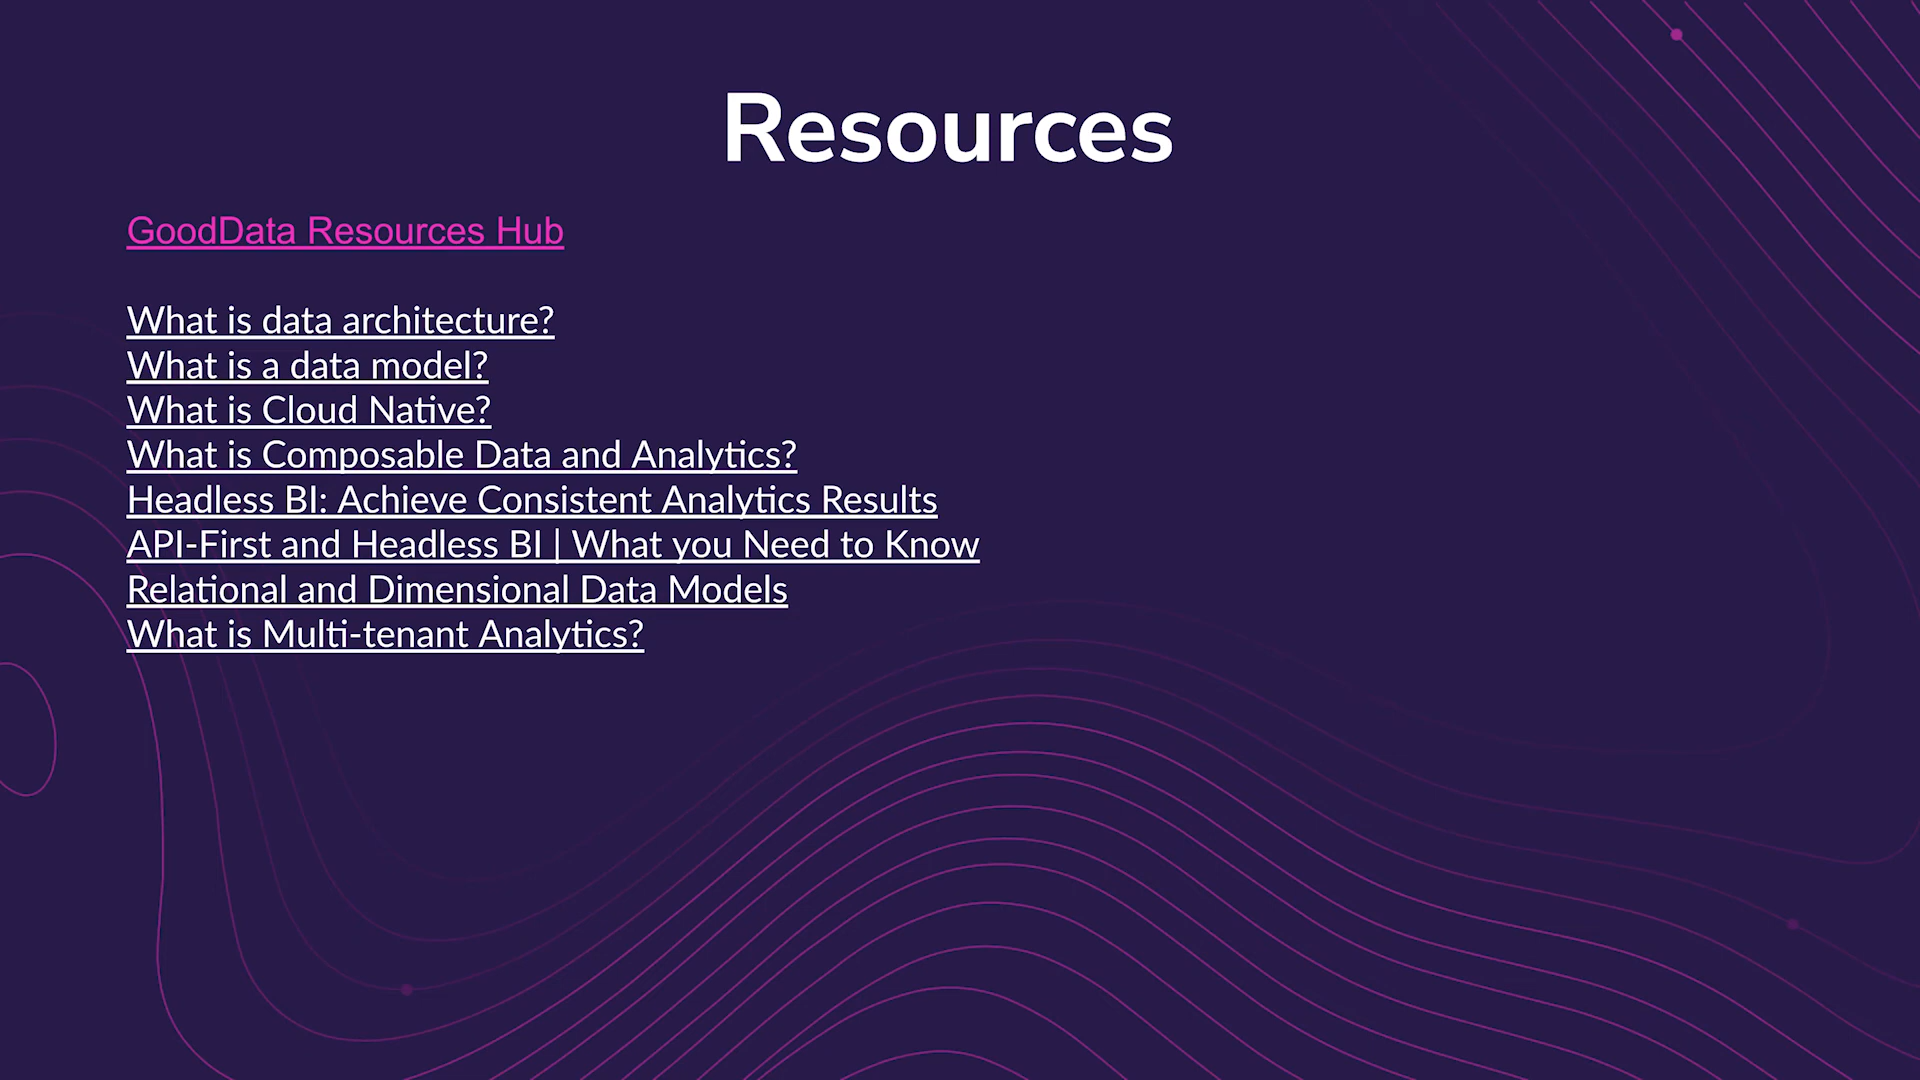 Resources
GoodData Resources Hub
What is data architecture?
What is a data model?
What is Cloud Native?
What is Composable Data and Analytics?
Headless BI: Achieve Consistent Analytics Results
API-First and Headless BI | What you Need to Know
Relational and Dimensional Data Models
What is Multi-tenant Analytics?